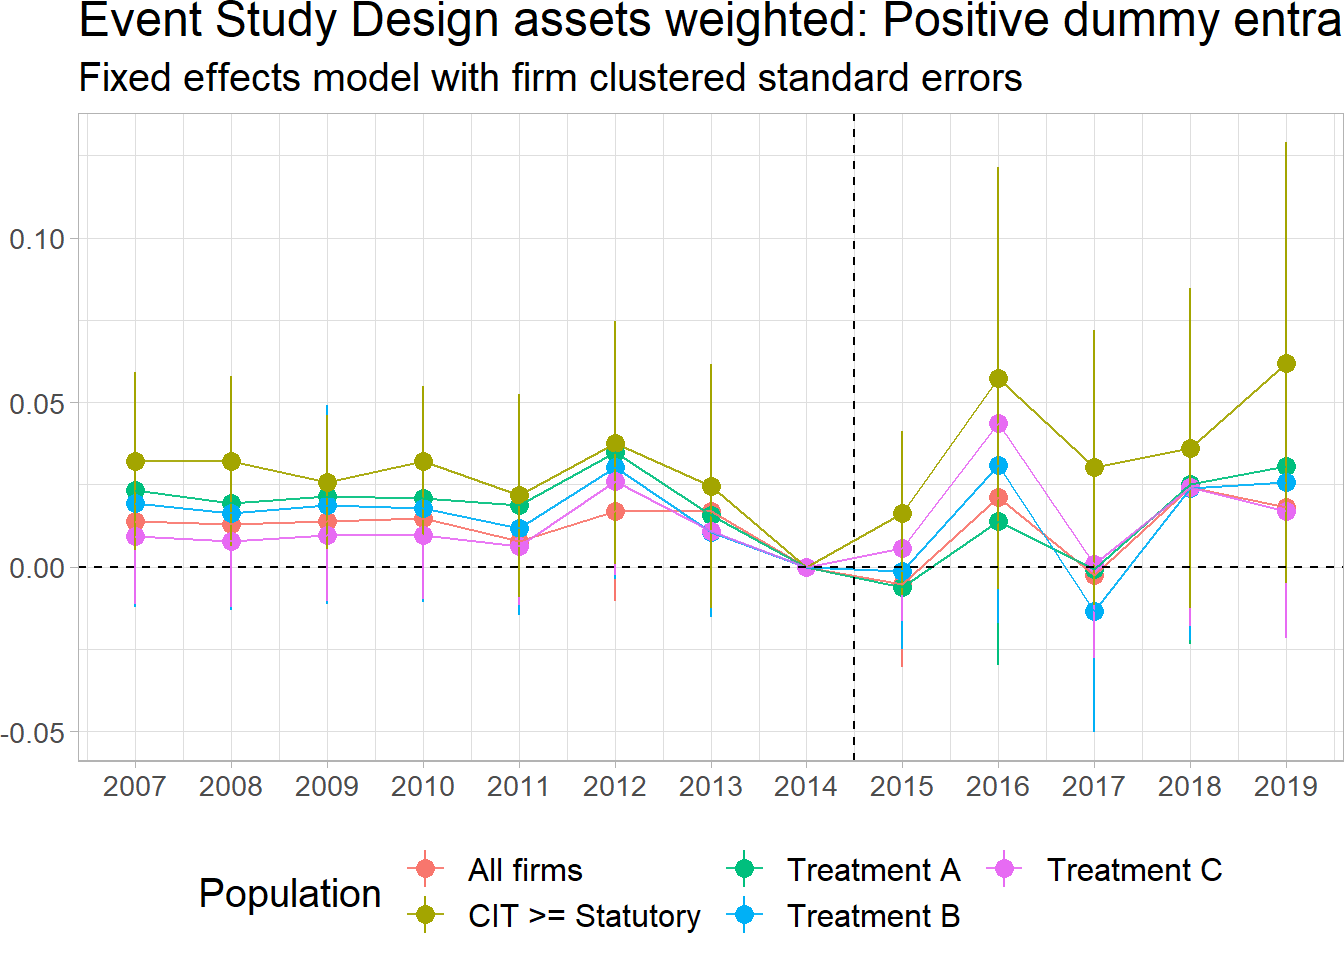 Event Study Design assets weighted: Positive dummy entra
Fixed effects model with firm clustered standard errors
0.10
0.05
0.00
-0.05
2007 2008 2009 2010 2011 2012 2013 2014 2015 2016 2017 2018 2019
Population
All firms
CIT >= Statutory
Treatment A
Treatment B
Treatment C